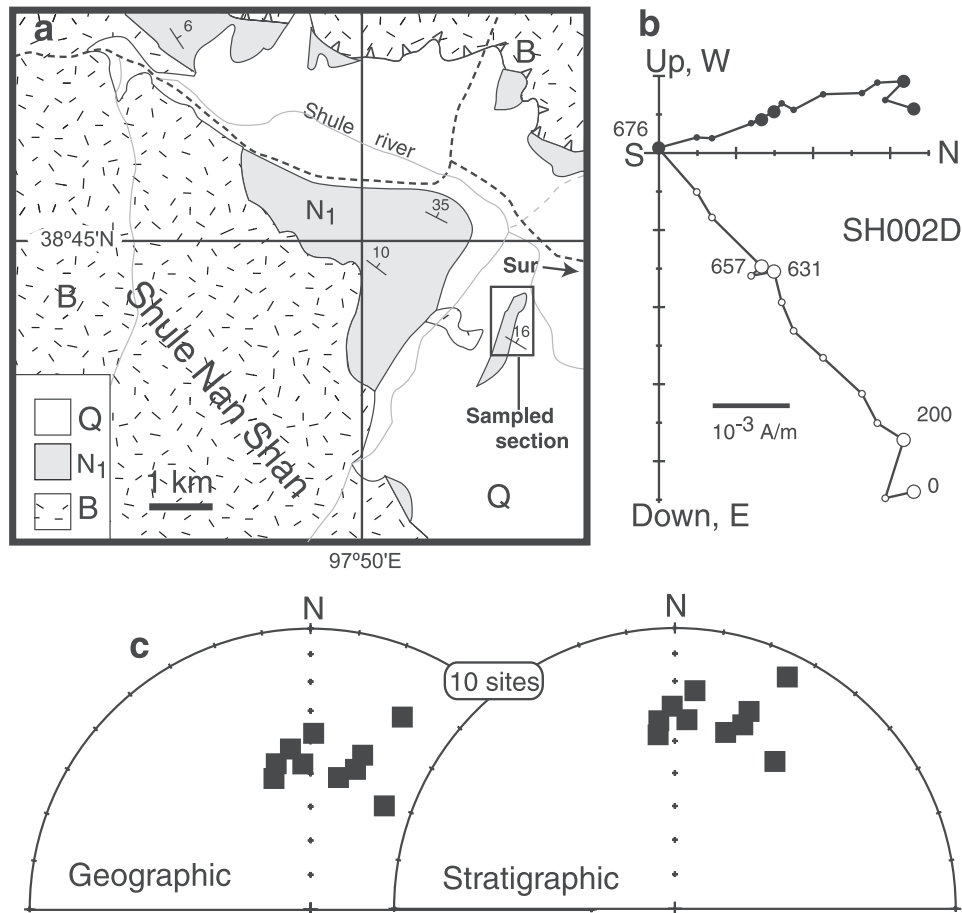 a
6
B
Shule river
N1
35
38°45'N
10
Sur
B
16
Shule Nan Shan
Sampled
section
Q
N1
B
1 km
Q
97°50'E
b
Up, W
676
S
N
SH002D
657
631
200
10-3 A/m
0
Down, E
c
N
N
10 sites
Geographic
Stratigraphic